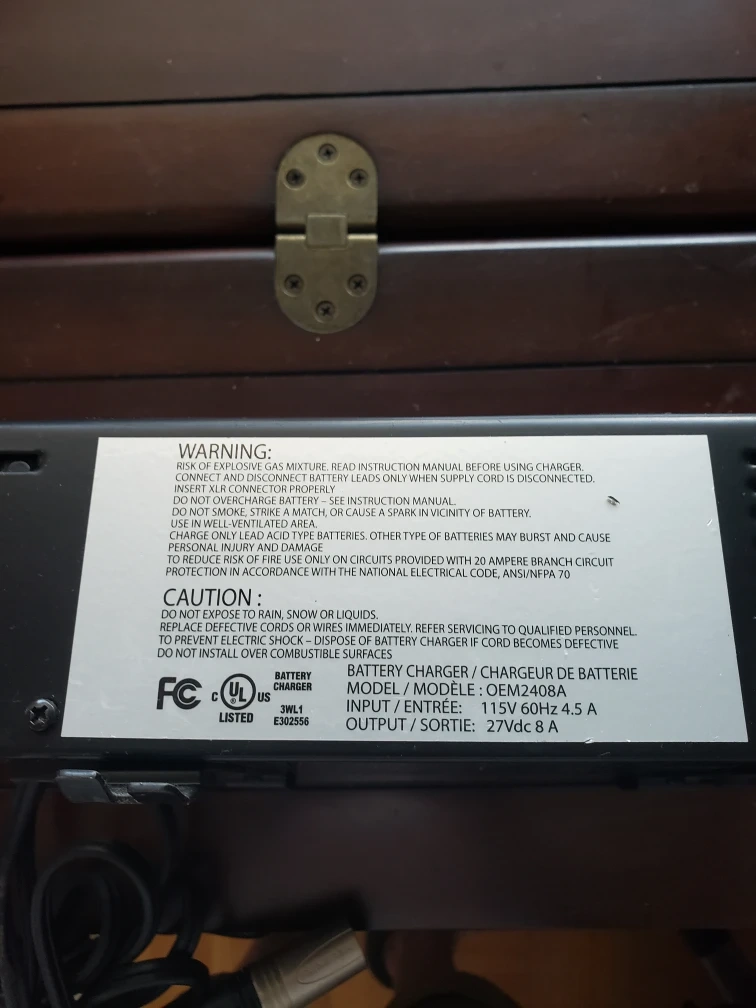 WARNING:
RISK OF EXPLOSIVE GAS MIXTURE. READ INSTRUCTION MANUAL BEFORE USING CHARGER.
CONNECT AND DISCONNECT BATTERY LEADS ONLY WHEN SUPPLY CORD IS DISCONNECTED.
INSERT XLR CONNECTOR PROPERLY
DO NOT OVERCHARGE BATTERY – SEE INSTRUCTION MANUAL.
DO NOT SMOKE, STRIKE A MATCH, OR CAUSE A SPARK IN VICINITY OF BATTERY.
USE IN WELL-VENTILATED AREA.
CHARGE ONLY LEAD ACID TYPE BATTERIES. OTHER TYPE OF BATTERIES MAY BURST AND CAUSE
PERSONAL INJURY AND DAMAGE
TO REDUCE RISK OF FIRE USE ONLY ON CIRCUITS PROVIDED WITH 20 AMPERE BRANCH CIRCUIT
PROTECTION IN ACCORDANCE WITH THE NATIONAL ELECTRICAL CODE, ANSI/NFPA 70
CAUTION :
DO NOT EXPOSE TO RAIN, SNOW OR LIQUIDS.
REPLACE DEFECTIVE CORDS OR WIRES IMMEDIATELY. REFER SERVICING TO QUALIFIED PERSONNEL.
TO PREVENT ELECTRIC SHOCK – DISPOSE OF BATTERY CHARGER IF CORD BECOMES DEFECTIVE
DO NOT INSTALL OVER COMBUSTIBLE SURFACES
FC
C UL US
LISTED
BATTERY
CHARGER
3WL1
E302556
BATTERY CHARGER / CHARGEUR DE BATTERIE
MODEL / MODÈLE : OEM2408A
INPUT / ENTRÉE: 115V 60Hz 4.5 A
OUTPUT / SORTIE: 27Vdc 8 A